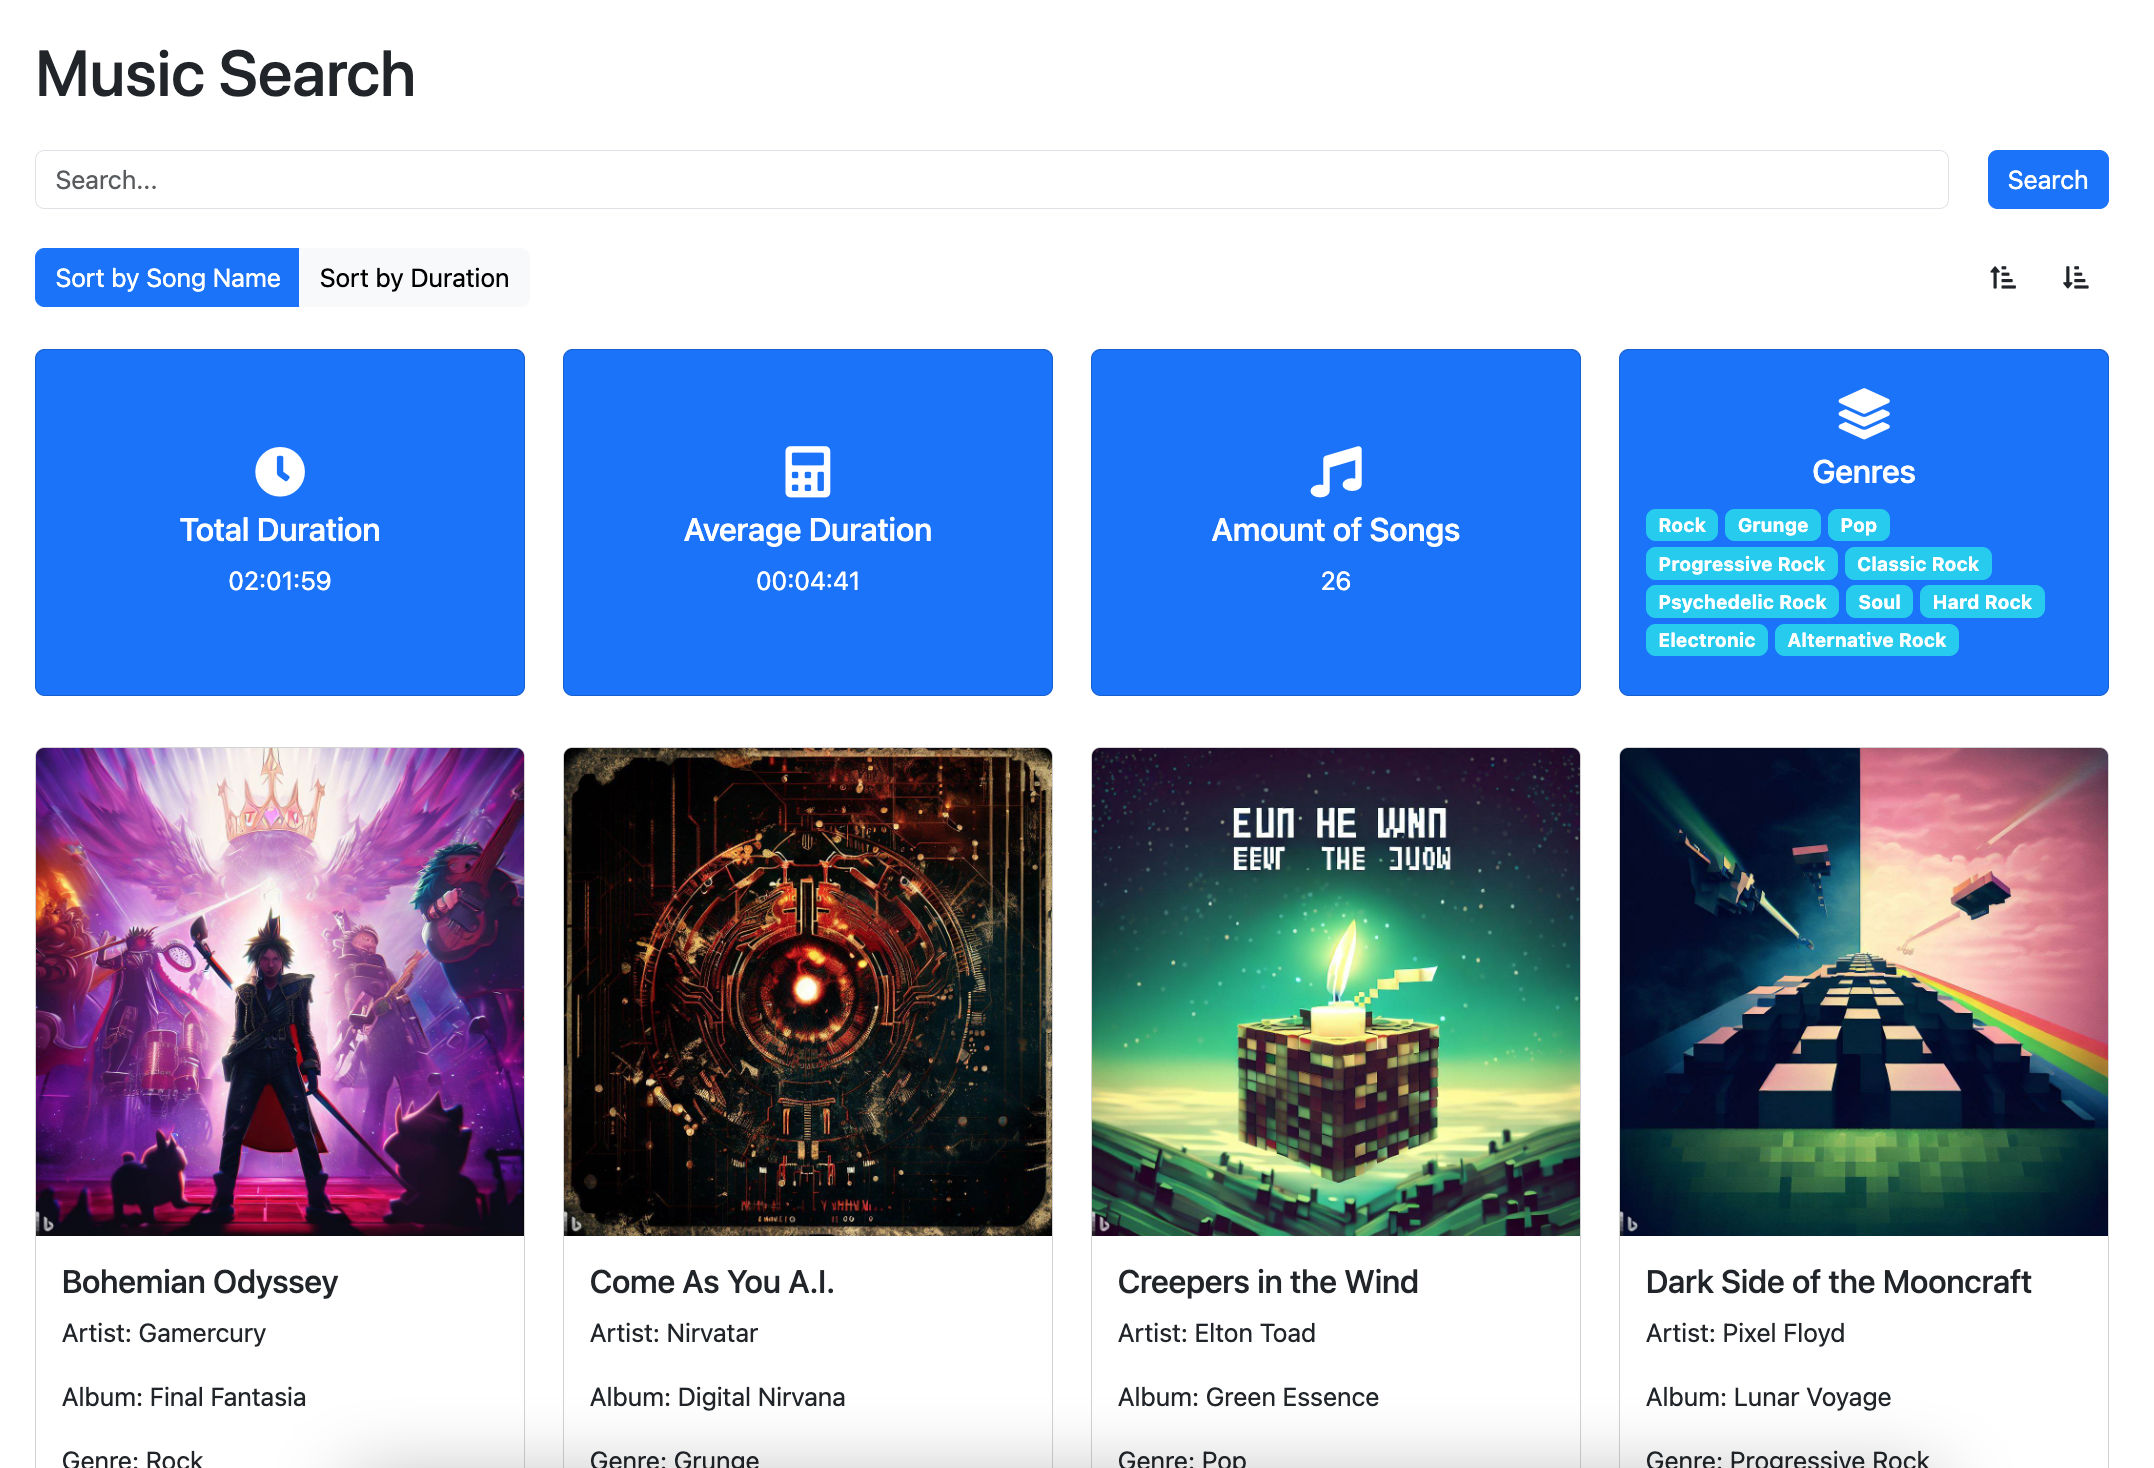 Music Search
Search...
Search
Sort by Song Name
Sort by Duration
Total Duration
02:01:59
Average Duration
00:04:41
Amount of Songs
26
Genres
Rock Grunge Pop
Progressive Rock Classic Rock
Psychedelic Rock Soul Hard Rock
Electronic Alternative Rock
Bohemian Odyssey
Artist: Gamercury
Album: Final Fantasia
Genre: Rock
Come As You A.I.
Artist: Nirvatar
Album: Digital Nirvana
Genre: Grunge
HE
THE
Creepers in the Wind
Artist: Elton Toad
Album: Green Essence
Genre: Pop
Dark Side of the Mooncraft
Artist: Pixel Floyd
Album: Lunar Voyage
Genre: Progressive Rock